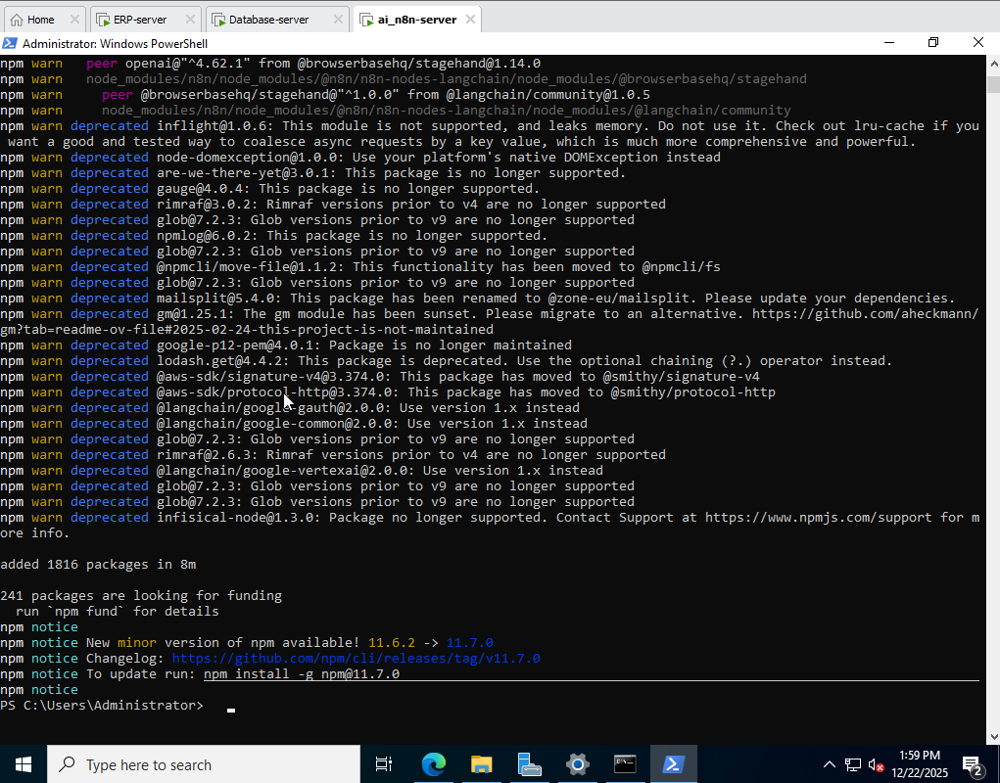 Home
ERP-server
Database-server
ai_n8n-server
Administrator: Windows PowerShell
npm warn   peer openai@"^4.62.1" from @browserbasehq/stagehand@1.14.0
npm warn   node_modules/n8n/node_modules/@n8n/n8n-nodes-langchain/node_modules/@browserbasehq/stagehand
npm warn     peer @browserbasehq/stagehand@"^1.0.0" from @langchain/community@1.0.5
npm warn     node_modules/n8n/node_modules/@n8n/n8n-nodes-langchain/node_modules/@langchain/community
npm warn deprecated inflight@1.0.6: This module is not supported, and leaks memory. Do not use it. Check out lru-cache if you
 want a good and tested way to coalesce async requests by a key value, which is much more comprehensive and powerful.
npm warn deprecated node-domexception@1.0.0: Use your platform's native DOMException instead
npm warn deprecated are-we-there-yet@3.0.1: This package is no longer supported.
npm warn deprecated gauge@4.0.4: This package is no longer supported.
npm warn deprecated rimraf@3.0.2: Rimraf versions prior to v4 are no longer supported
npm warn deprecated glob@7.2.3: Glob versions prior to v9 are no longer supported
npm warn deprecated npmlog@6.0.2: This package is no longer supported.
npm warn deprecated glob@7.2.3: Glob versions prior to v9 are no longer supported
npm warn deprecated @npmcli/move-file@1.1.2: This functionality has been moved to @npmcli/fs
npm warn deprecated glob@7.2.3: Glob versions prior to v9 are no longer supported
npm warn deprecated mailsplit@5.4.0: This package has been renamed to @zone-eu/mailsplit. Please update your dependencies.
npm warn deprecated gm@1.25.1: The gm module has been sunset. Please migrate to an alternative. https://github.com/aheckmann/
gm?tab=readme-ov-file#2025-02-24-this-project-is-not-maintained
npm warn deprecated google-p12-pem@4.0.1: Package is no longer maintained
npm warn deprecated lodash.get@4.4.2: This package is deprecated. Use the optional chaining (?.) operator instead.
npm warn deprecated @aws-sdk/signature-v4@3.374.0: This package has moved to @smithy/signature-v4
npm warn deprecated @aws-sdk/protocol-http@3.374.0: This package has moved to @smithy/protocol-http
npm warn deprecated @langchain/google-gauth@2.0.0: Use version 1.x instead
npm warn deprecated @langchain/google-common@2.0.0: Use version 1.x instead
npm warn deprecated glob@7.2.3: Glob versions prior to v9 are no longer supported
npm warn deprecated rimraf@2.6.3: Rimraf versions prior to v4 are no longer supported
npm warn deprecated @langchain/google-vertexai@2.0.0: Use version 1.x instead
npm warn deprecated glob@7.2.3: Glob versions prior to v9 are no longer supported
npm warn deprecated glob@7.2.3: Glob versions prior to v9 are no longer supported
npm warn deprecated infisical-node@1.3.0: Package no longer supported. Contact Support at https://www.npmjs.com/support for m
ore info.
added 1816 packages in 8m
241 packages are looking for funding
  run `npm fund` for details
npm notice
npm notice New minor version of npm available! 11.6.2 -> 11.7.0
npm notice Changelog: https://github.com/npm/cli/releases/tag/v11.7.0
npm notice To update run: npm install -g npm@11.7.0
npm notice
PS C:\Users\Administrator>
Type here to search
1:59 PM
12/22/2025
2